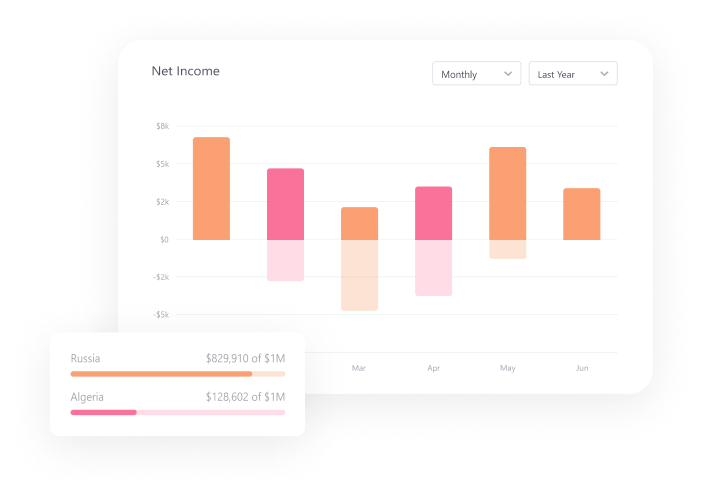 Net Income
Monthly
Last Year
$8k
$5k
$2k
$0
-$2k
-$5k
Mar Apr May Jun
Russia $829,910 of $1M
Algeria $128,602 of $1M